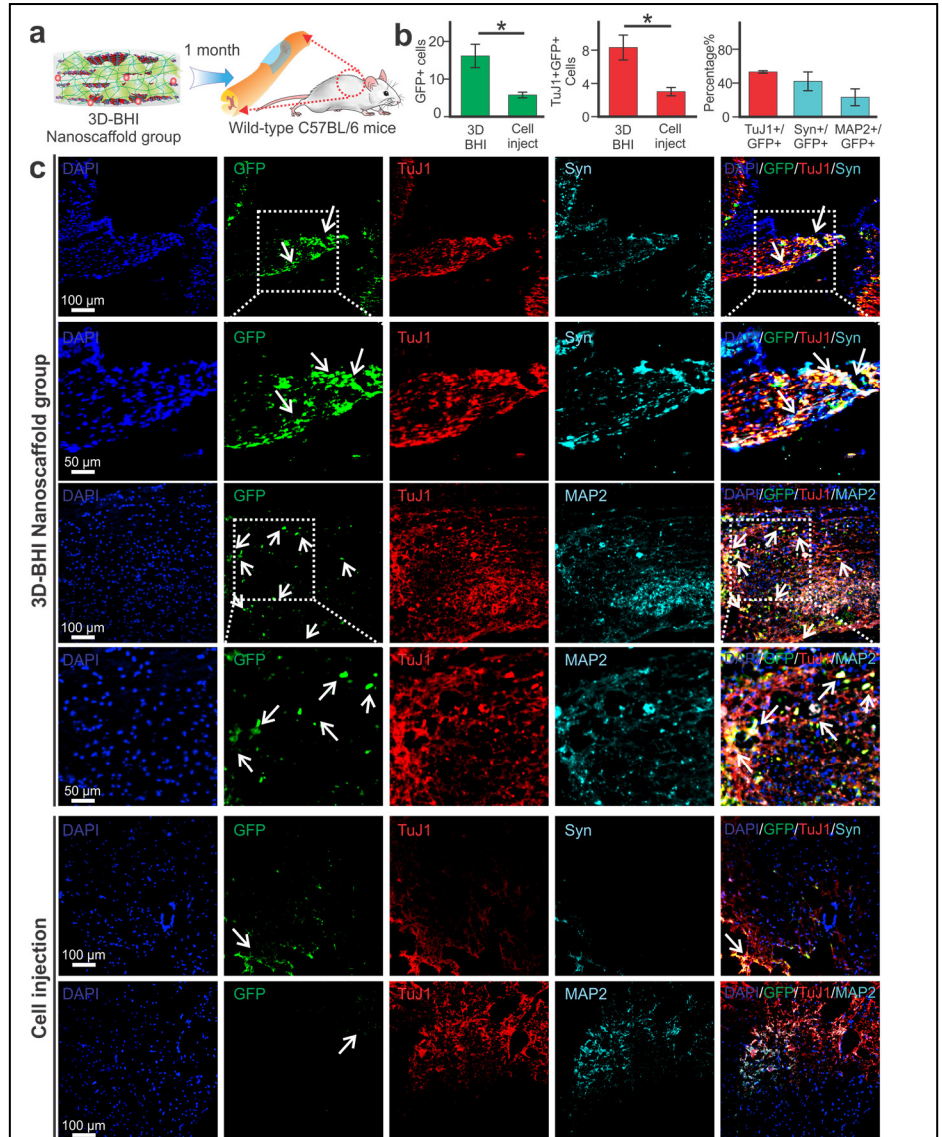 a
1 month
3D-BHI
Nanoscaffold group
Wild-type C57BL/6 mice
b
GFP+ cells
20
10
0
*
3D
BHI
Cell
inject
TuJ1+GFP+
Cells
8
4
0
*
3D
BHI
Cell
inject
Percentage%
100
50
0
TuJ1+/
GFP+
Syn+/
GFP+
MAP2+/
GFP+
c
3D-BHI Nanoscaffold group
DAPI
GFP
TuJ1
Syn
DAPI/GFP/TuJ1/Syn
100 µm
DAPI
GFP
TuJ1
Syn
DAPI/GFP/TuJ1/Syn
50 µm
DAPI
GFP
TuJ1
MAP2
DAPI/GFP/TuJ1/MAP2
100 µm
DAPI
GFP
TuJ1
MAP2
DAPI/GFP/TuJ1/MAP2
50 µm
Cell injection
DAPI
GFP
TuJ1
Syn
DAPI/GFP/TuJ1/Syn
100 µm
DAPI
GFP
TuJ1
MAP2
DAPI/GFP/TuJ1/MAP2
100 µm